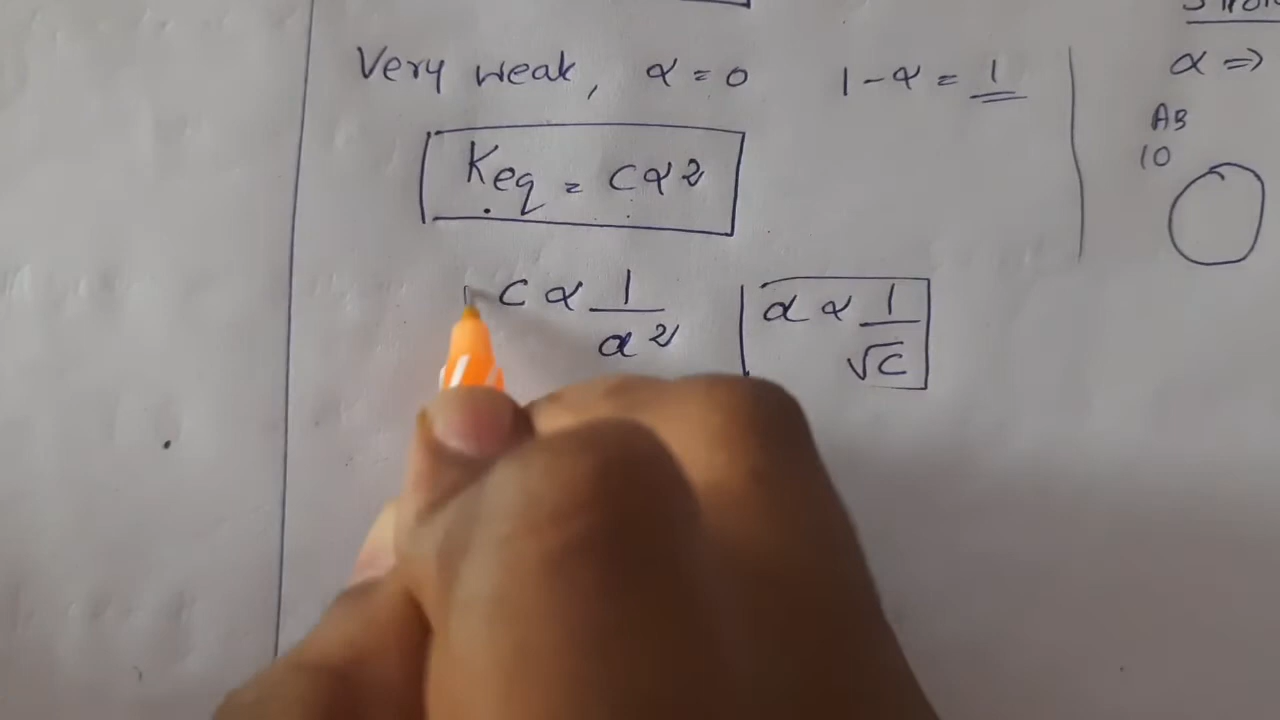 Very weak, α = 0 1 - α = 1
Keq = Cα²
C ∝ 1/α² α ∝ 1/√C
α ⇒
AB
10